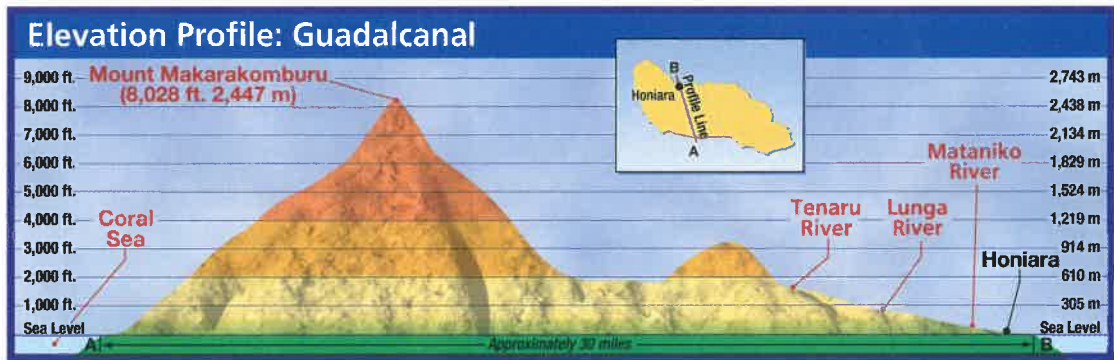 Elevation Profile: Guadalcanal
9,000 ft.
8,000 ft.
7,000 ft.
6,000 ft.
5,000 ft.
4,000 ft.
3,000 ft.
2,000 ft.
1,000 ft.
Sea Level
Mount Makarakomburu
(8,028 ft. 2,447 m)
Coral
Sea
B
Honiara
Profile Line
A
Tenaru
River
Lunga
River
Mataniko
River
Honiara
2,743 m
2,438 m
2,134 m
1,829 m
1,524 m
1,219 m
914 m
610 m
305 m
Sea Level
A
Approximately 30 miles
B